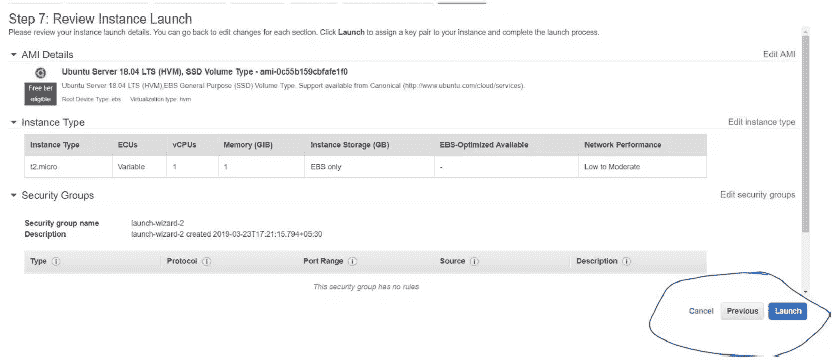 Step 7: Review Instance Launch
Please review your instance launch details. You can go back to edit changes for each section. Click Launch to assign a key pair to your instance and complete the launch process.
AMI Details
Edit AMI
Ubuntu Server 18.04 LTS (HVM), SSD Volume Type - ami-0c55b159cbfafe1f0
Free tier
eligible
Ubuntu Server 18.04 LTS (HVM),EBS General Purpose (SSD) Volume Type. Support available from Canonical (http://www.ubuntu.com/cloud/services).
Root Device Type: ebs Virtualization type: hvm
Instance Type
Edit instance type
Instance Type ECUs vCPUs Memory (GiB) Instance Storage (GB) EBS-Optimized Available Network Performance
t2.micro Variable 1 1 EBS only - Low to Moderate
Security Groups
Edit security groups
Security group name launch-wizard-2
Description launch-wizard-2 created 2019-03-23T17:21:15.794+05:30
Type Protocol Port Range Source Description
This security group has no rules
Cancel Previous Launch